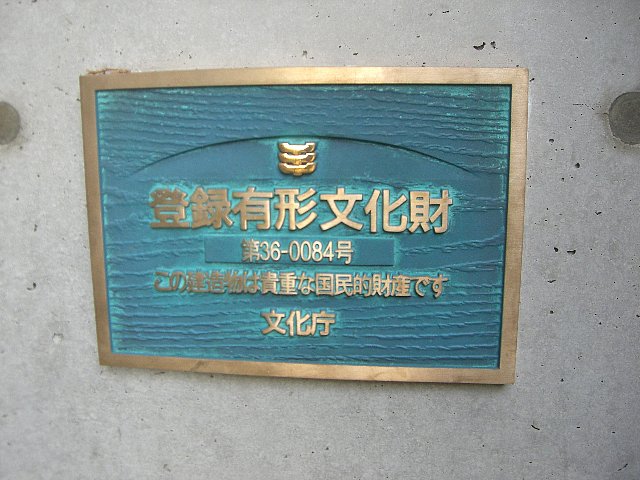 登録有形文化財
第36-0084号
この建造物は貴重な国民的財産です
文化庁